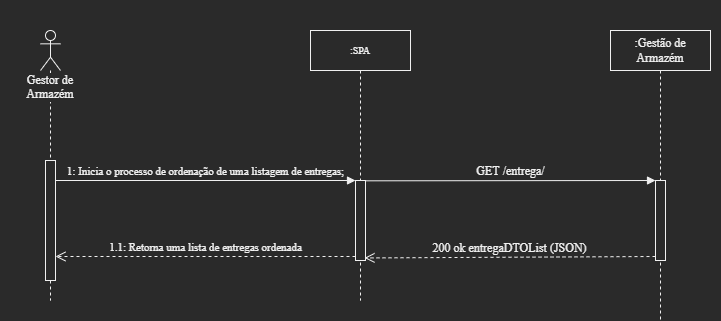 :SPA
:Gestão de
Armazém
Gestor de
Armazém
1: Inicia o processo de ordenação de uma listagem de entregas;
GET /entrega/
1.1: Retorna uma lista de entregas ordenada
200 ok entregaDTOList (JSON)